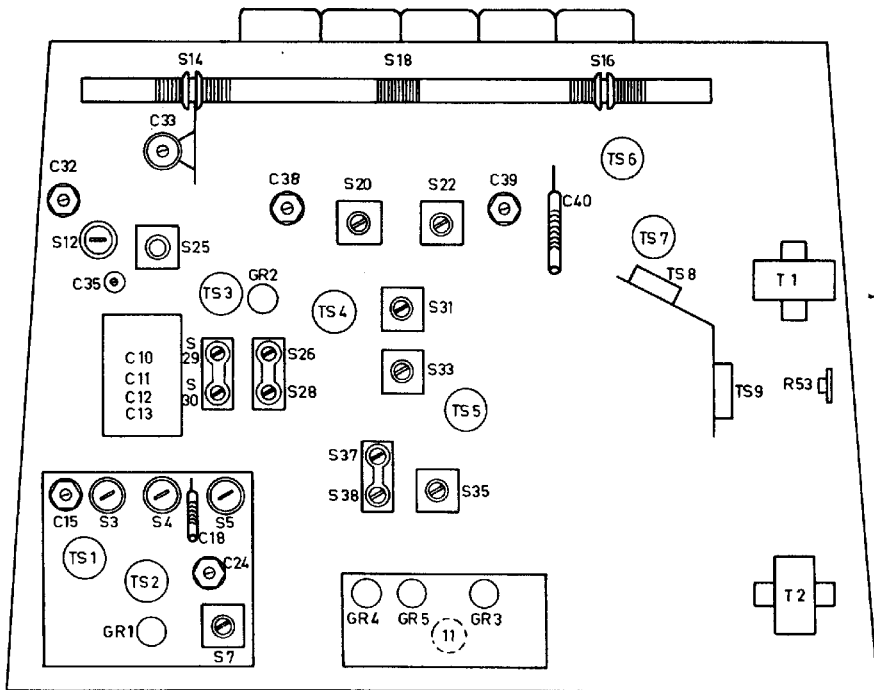 S14
S18
S16
C33
TS6
C32
C38
S20
S22
C39
C40
S12
S25
TS7
C35
TS3
GR2
TS8
T1
TS4
S31
C10
C11
C12
C13
S
29
S
30
S26
S28
S33
TS9
R53
TS5
S37
S38
S35
C15
S3
S4
C18
S5
TS1
TS2
C24
GR1
S7
GR4
GR5
GR3
11
T2